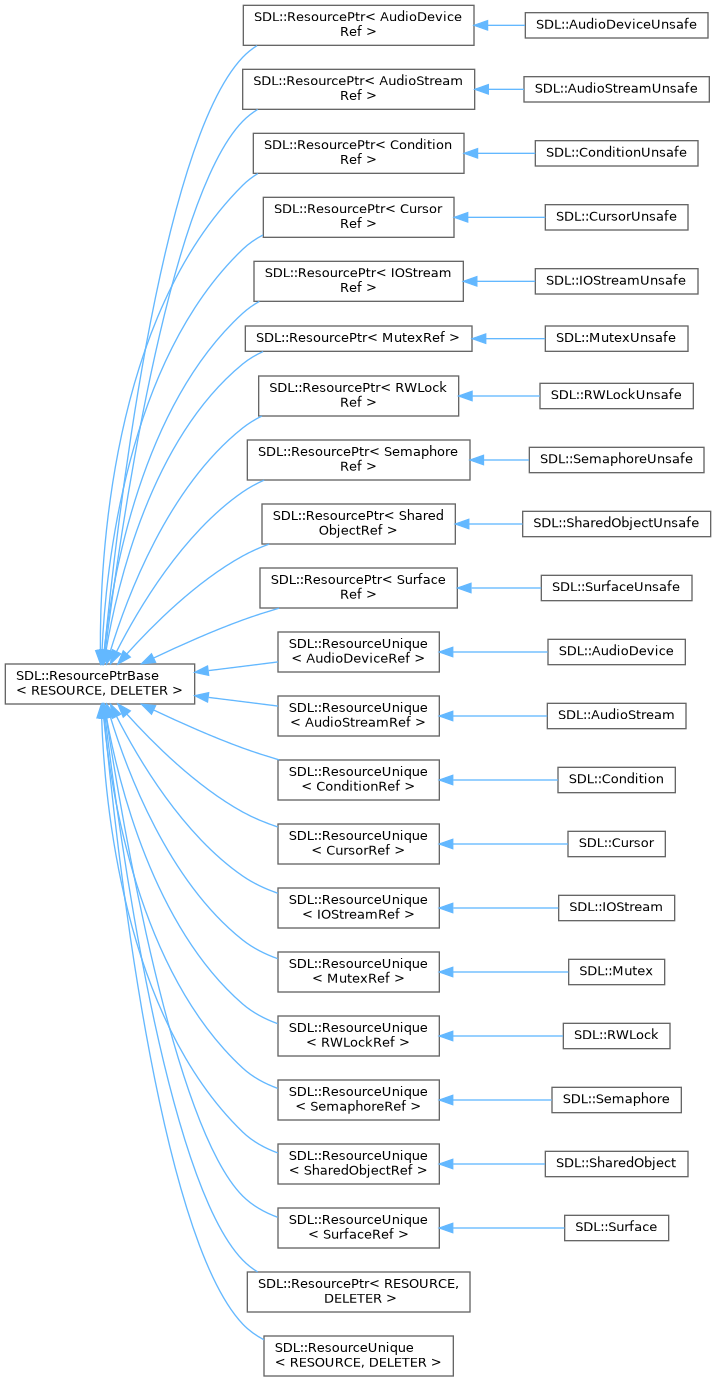 SDL::ResourcePtr< AudioDevice
Ref >
SDL::AudioDeviceUnsafe
SDL::ResourcePtr< AudioStream
Ref >
SDL::AudioStreamUnsafe
SDL::ResourcePtr< Condition
Ref >
SDL::ConditionUnsafe
SDL::ResourcePtr< Cursor
Ref >
SDL::CursorUnsafe
SDL::ResourcePtr< IOStream
Ref >
SDL::IOStreamUnsafe
SDL::ResourcePtr< MutexRef >
SDL::MutexUnsafe
SDL::ResourcePtr< RWLock
Ref >
SDL::RWLockUnsafe
SDL::ResourcePtr< Semaphore
Ref >
SDL::SemaphoreUnsafe
SDL::ResourcePtr< Shared
ObjectRef >
SDL::SharedObjectUnsafe
SDL::ResourcePtr< Surface
Ref >
SDL::SurfaceUnsafe
SDL::ResourcePtrBase
< RESOURCE, DELETER >
SDL::ResourceUnique
< AudioDeviceRef >
SDL::AudioDevice
SDL::ResourceUnique
< AudioStreamRef >
SDL::AudioStream
SDL::ResourceUnique
< ConditionRef >
SDL::Condition
SDL::ResourceUnique
< CursorRef >
SDL::Cursor
SDL::ResourceUnique
< IOStreamRef >
SDL::IOStream
SDL::ResourceUnique
< MutexRef >
SDL::Mutex
SDL::ResourceUnique
< RWLockRef >
SDL::RWLock
SDL::ResourceUnique
< SemaphoreRef >
SDL::Semaphore
SDL::ResourceUnique
< SharedObjectRef >
SDL::SharedObject
SDL::ResourceUnique
< SurfaceRef >
SDL::Surface
SDL::ResourcePtr< RESOURCE,
DELETER >
SDL::ResourceUnique
< RESOURCE, DELETER >